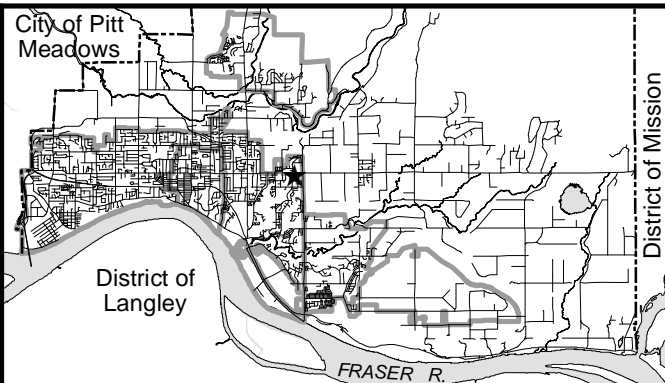 City of Pitt
Meadows
District of Mission
District of
Langley
FRASER R.